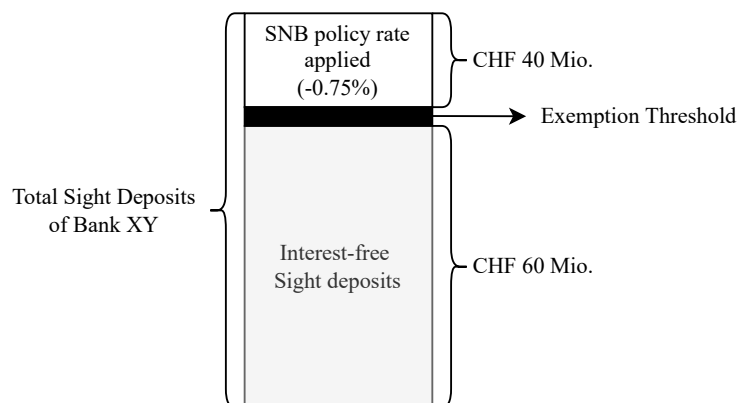 SNB policy rate
applied
(-0.75%)
CHF 40 Mio.
Exemption Threshold
Total Sight Deposits
of Bank XY
Interest-free
Sight deposits
CHF 60 Mio.